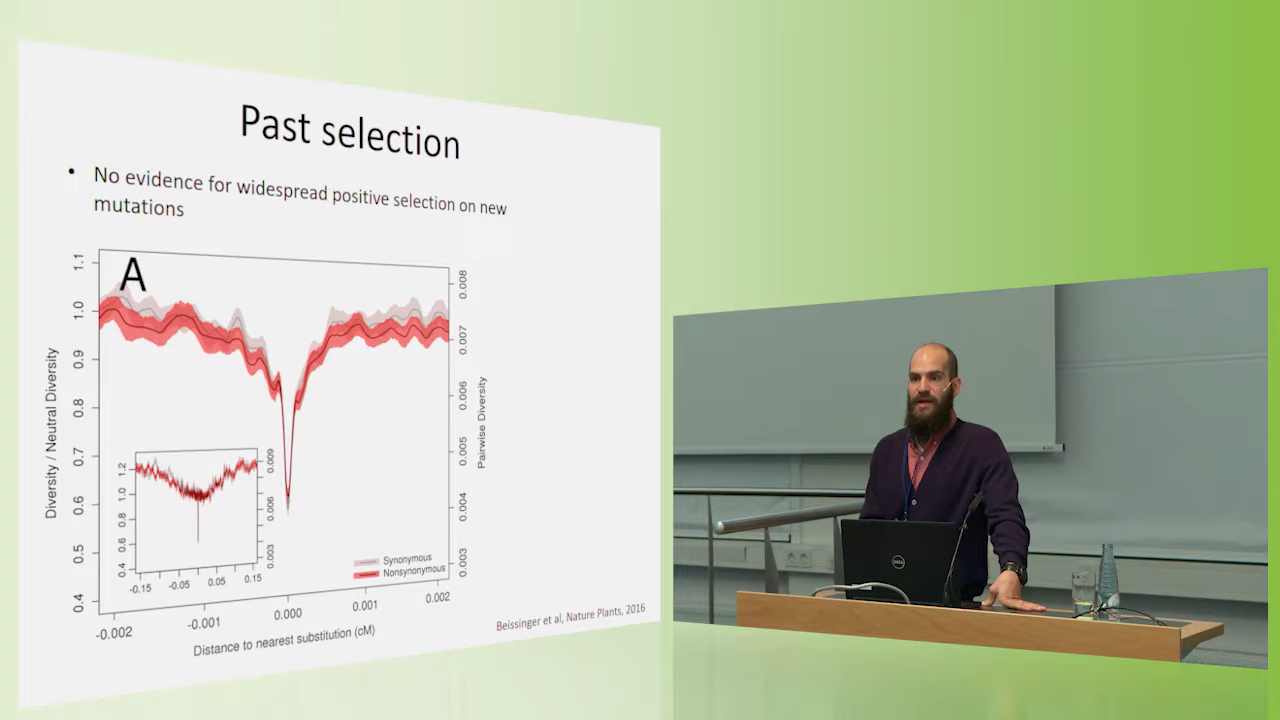 Past selection
• No evidence for widespread positive selection on new
mutations
A
Diversity / Neutral Diversity
1.1
1.0
0.9
0.8
0.7
0.6
0.5
0.4
0.008
0.007
0.006
0.005
0.004
0.003
Pairwise Diversity
1.2
1.0
0.8
0.6
0.4
0.009
0.006
0.003
-0.15
-0.05
0.05
0.15
Synonymous
Nonsynonymous
-0.002
-0.001
0.000
0.001
0.002
Distance to nearest substitution (cM)
Beissinger et al, Nature Plants, 2016
DELL